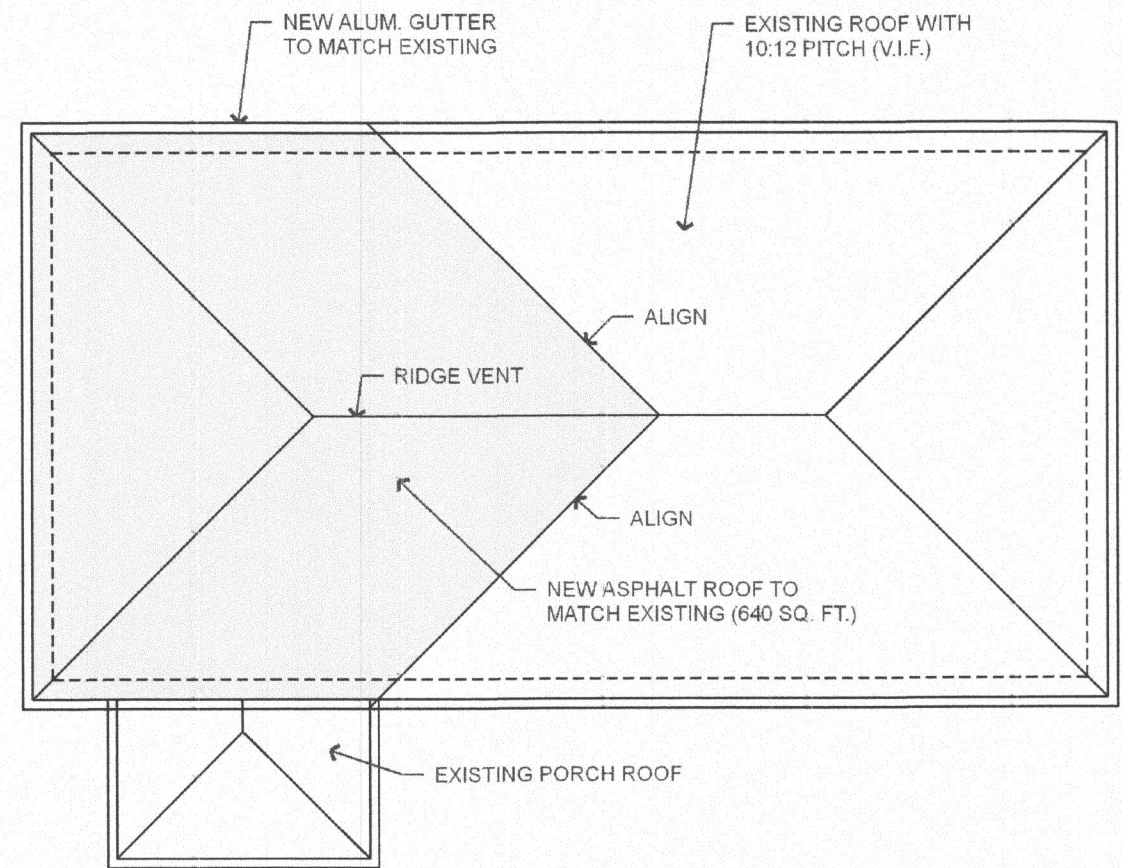 NEW ALUM. GUTTER
TO MATCH EXISTING
EXISTING ROOF WITH
10:12 PITCH (V.I.F.)
ALIGN
RIDGE VENT
ALIGN
NEW ASPHALT ROOF TO
MATCH EXISTING (640 SQ. FT.)
EXISTING PORCH ROOF